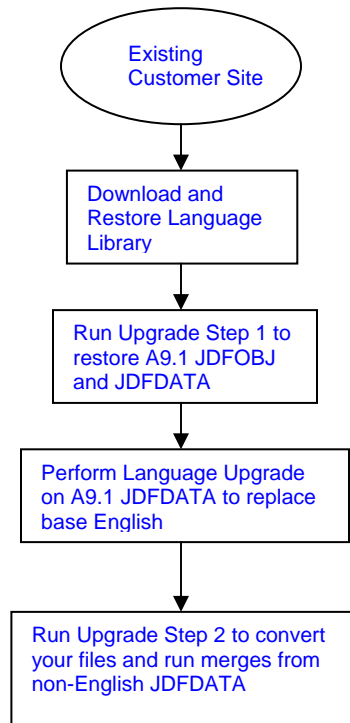 Existing
Customer Site
Download and
Restore Language
Library
Run Upgrade Step 1 to
restore A9.1 JDFOBJ
and JDFDATA
Perform Language Upgrade
on A9.1 JDFDATA to replace
base English
Run Upgrade Step 2 to convert
your files and run merges from
non-English JDFDATA